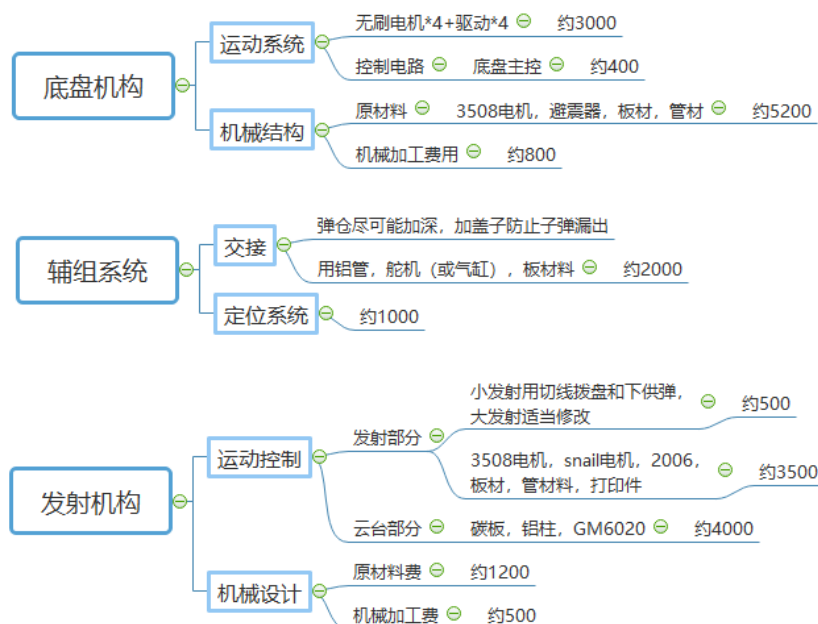 底盘机构
运动系统
无刷电机*4+驱动*4
约3000
控制电路
底盘主控
约400
机械结构
原材料
3508电机，避震器，板材，管材
约5200
机械加工费用
约800
辅组系统
交接
弹仓尽可能加深，加盖子防止子弹漏出
用铝管，舵机（或气缸），板材料
约2000
定位系统
约1000
发射机构
运动控制
发射部分
小发射用切线拨盘和下供弹，
大发射适当修改
约500
3508电机，snail电机，2006，
板材，管材料，打印件
约3500
云台部分
碳板，铝柱，GM6020
约4000
机械设计
原材料费
约1200
机械加工费
约500